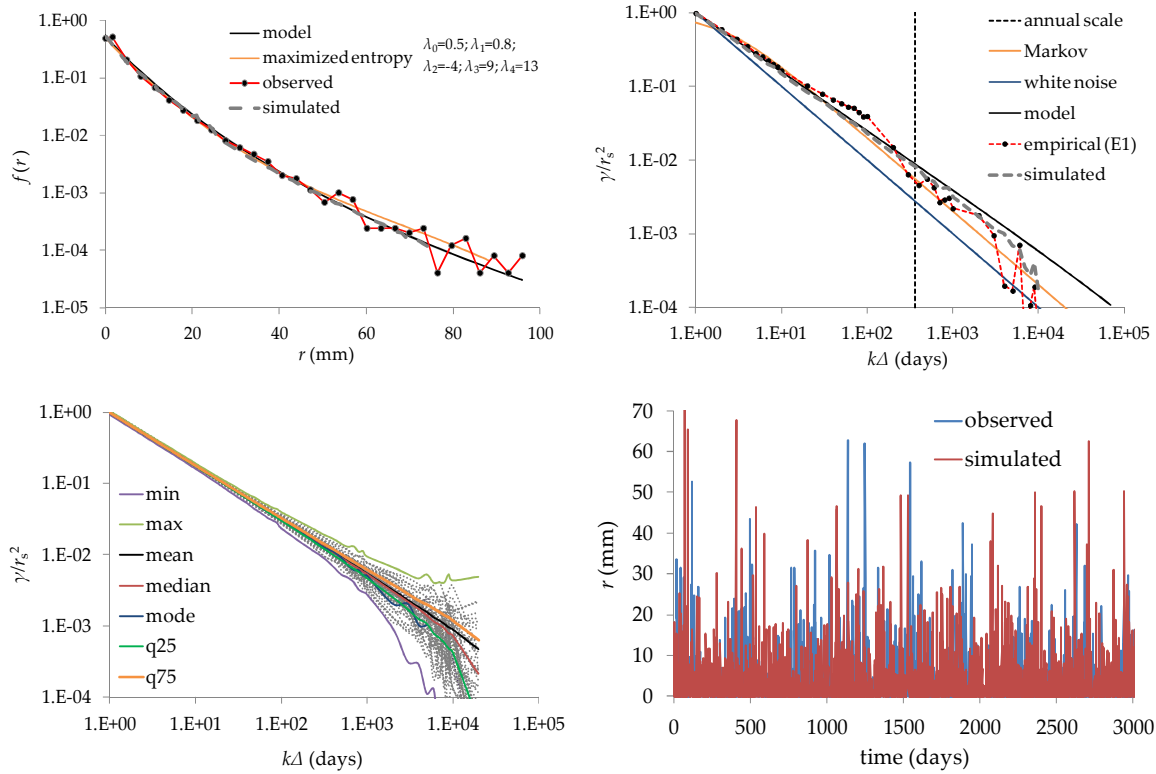 1.E+00
1.E-01
1.E-02
1.E-03
1.E-04
1.E-05
f (r)
0
20
40
60
80
100
r (mm)
model
maximized entropy
observed
simulated
λ0=0.5; λ1=0.8;
λ2=-4; λ3=9; λ4=13
1.E+00
1.E-01
1.E-02
1.E-03
1.E-04
γ/rs2
1.E+00
1.E+01
1.E+02
1.E+03
1.E+04
1.E+05
kΔ (days)
annual scale
Markov
white noise
model
empirical (E1)
simulated
1.E+00
1.E-01
1.E-02
1.E-03
1.E-04
γ/rs2
min
max
mean
median
mode
q25
q75
1.E+00
1.E+01
1.E+02
1.E+03
1.E+04
1.E+05
kΔ (days)
70
60
50
40
30
20
10
0
r (mm)
observed
simulated
0
500
1000
1500
2000
2500
3000
time (days)